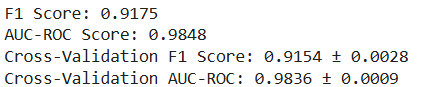 F1 Score: 0.9175
AUC-ROC Score: 0.9848
Cross-Validation F1 Score: 0.9154 ± 0.0028
Cross-Validation AUC-ROC: 0.9836 ± 0.0009